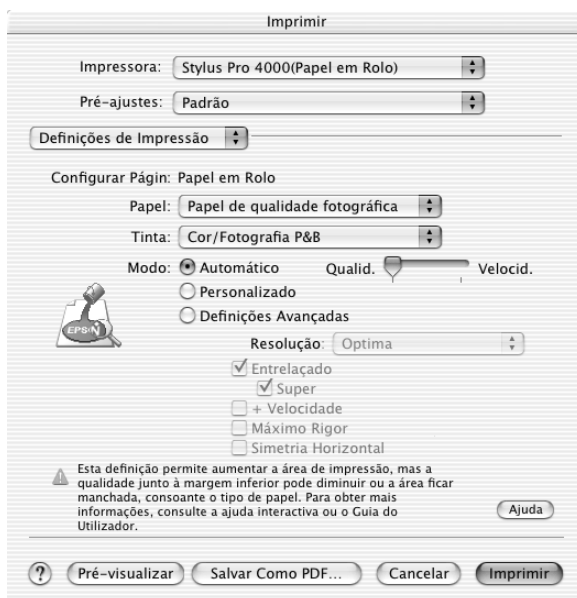 Imprimir
Impressora: Stylus Pro 4000(Papel em Rolo)
Pré-ajustes: Padrão
Definições de Impressão
Configurar Págin: Papel em Rolo
Papel: Papel de qualidade fotográfica
Tinta: Cor/Fotografia P&B
Modo: Automático Qualid. Velocid.
Personalizado
Definições Avançadas
Resolução: Optima
Entrelaçado
Super
+ Velocidade
Máximo Rigor
Simetria Horizontal
EPSON
Esta definição permite aumentar a área de impressão, mas a
qualidade junto à margem inferior pode diminuir ou a área ficar
manchada, consoante o tipo de papel. Para obter mais
informações, consulte a ajuda interactiva ou o Guia do
Utilizador.
Ajuda
? Pré-visualizar Salvar Como PDF... Cancelar Imprimir